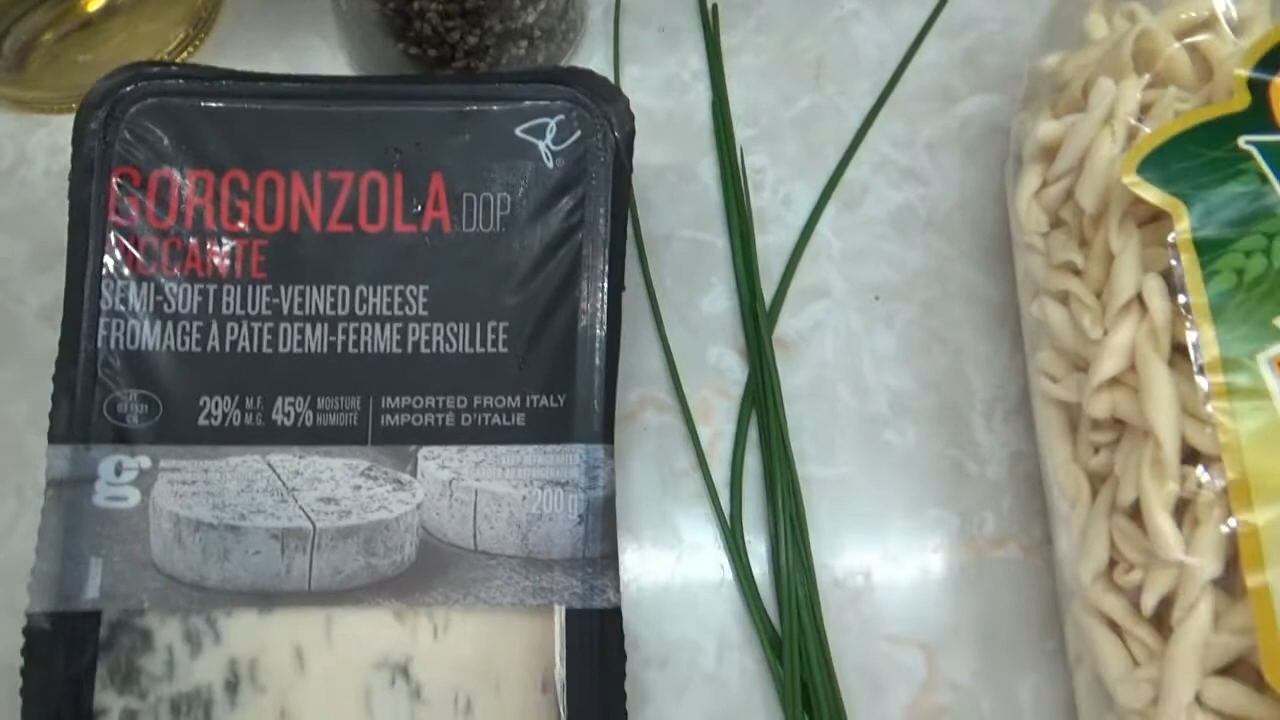 GORGONZOLA D.O.P.
PICCANTE
SEMI-SOFT BLUE-VEINED CHEESE
FROMAGE À PÂTE DEMI-FERME PERSILLÉE
29% M.F. M.G. 45% MOISTURE HUMIDITÉ
IMPORTED FROM ITALY
IMPORTÉ D'ITALIE
g
200 g